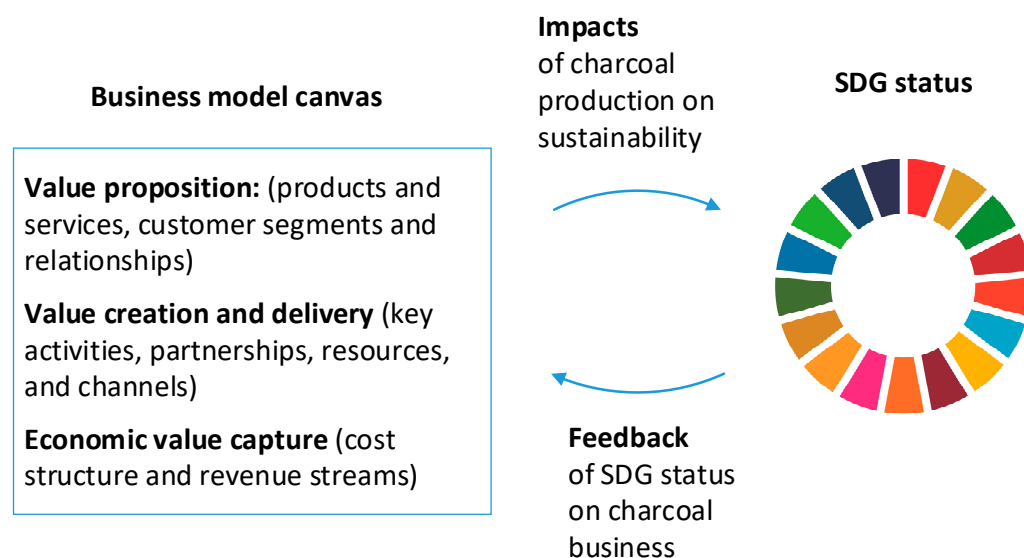 Business model canvas
Value proposition: (products and
services, customer segments and
relationships)
Value creation and delivery (key
activities, partnerships, resources,
and channels)
Economic value capture (cost
structure and revenue streams)
Impacts
of charcoal
production on
sustainability
SDG status
Feedback
of SDG status
on charcoal
business